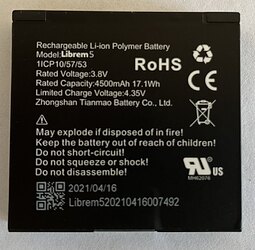 Rechargeable Li-ion Polymer Battery
Librem5
1ICP10/57/53
RoHS
Rated Voltage: 3.8V
Rated Capacity:4500mAh 17.1Wh
Limited Charge Voltage: 4.35V
Zhongshan Tianmao Battery Co., Ltd.
May explode if disposed of in fire!
Keep the battery out of reach of children!
Do not short-circuit!
Do not squeeze or shock!
Do not disassemble!
2021/04/16
Librem520210416007492
c
RU
US
MH62076